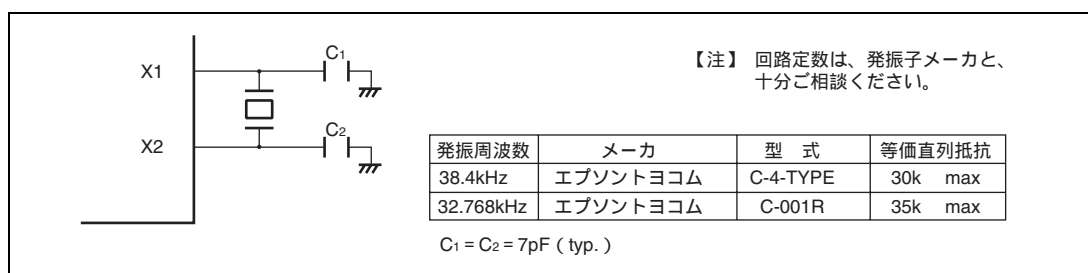 X1
C1
X2
C2
【注】 回路定数は、発振子メーカと、
十分ご相談ください。
発振周波数 メーカ 型 式 等価直列抵抗
38.4kHz エプソントヨコム C-4-TYPE 30k max
32.768kHz エプソントヨコム C-001R 35k max
C1 = C2 = 7pF（typ.）